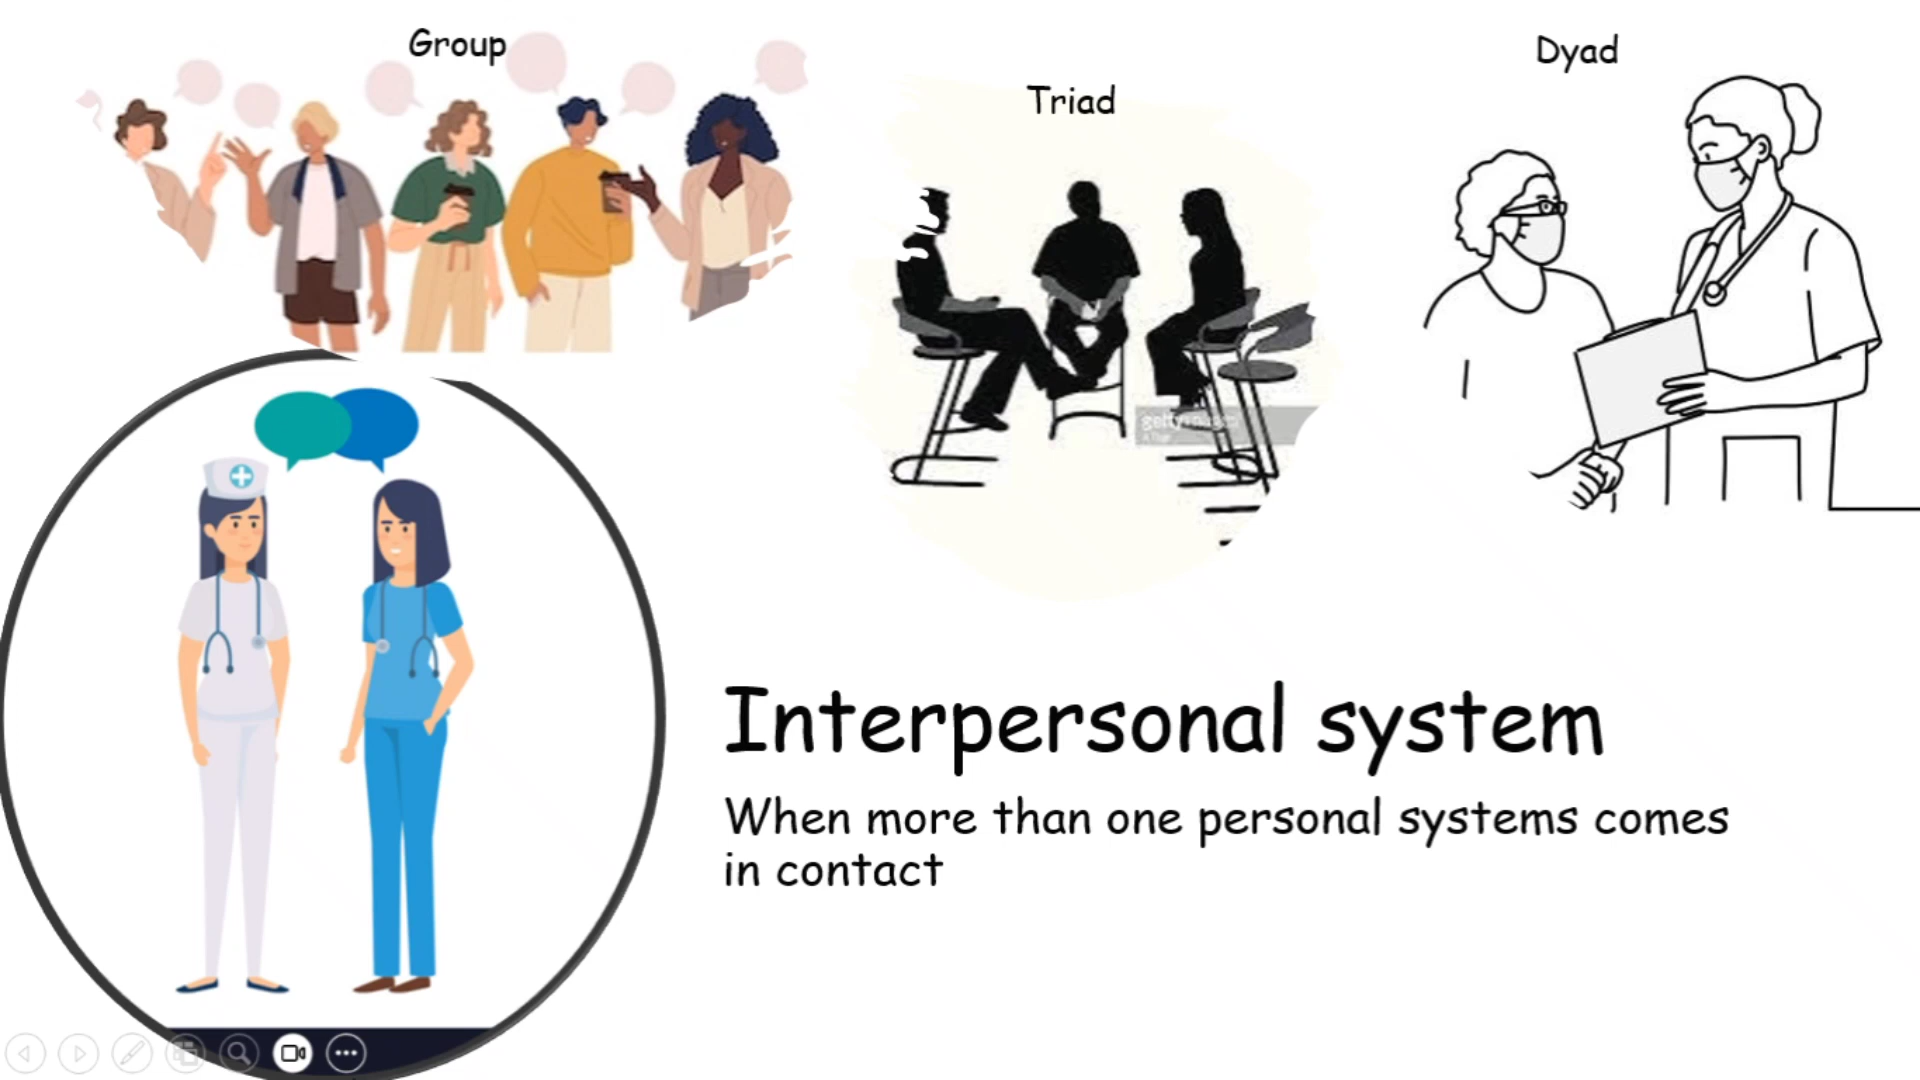 Group
Triad
Dyad
Interpersonal system
When more than one personal systems comes
in contact